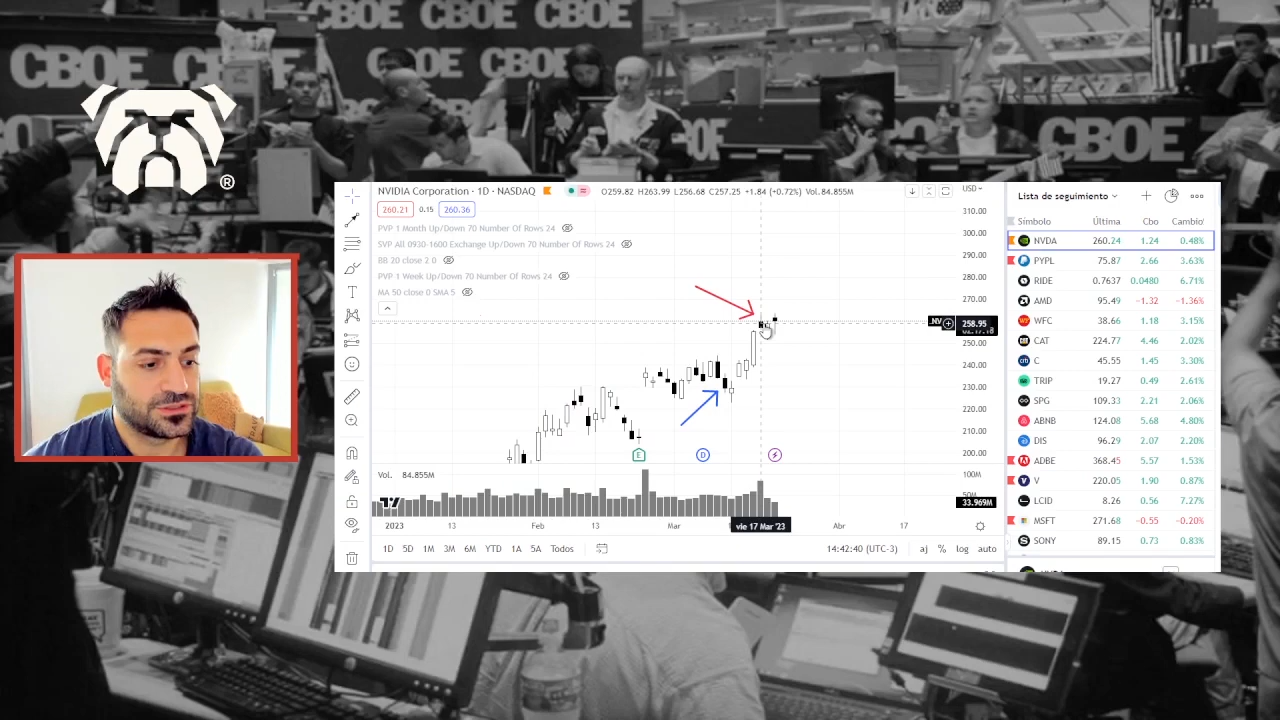 CBOE CBOE CBOE
CBOE
CBOE CBOE
CBOE
CBOE
®
NVIDIA Corporation · 1D · NASDAQ O259.82 H263.99 L256.68 C257.25 +1.84 (+0.72%) Vol.84.855M
260.21 0.15 260.36
PVP 1 Month Up/Down 70 Number Of Rows 24
SVP All 0930-1600 Exchange Up/Down 70 Number Of Rows 24
BB 20 close 2 0
PVP 1 Week Up/Down 70 Number Of Rows 24
MA 50 close 0 SMA 5
USD
310.00
300.00
290.00
280.00
270.00
258.95
250.00
240.00
230.00
220.00
210.00
200.00
E
D
Vol. 84.855M
100M
33.969M
2023 13 Feb 13 Mar vie 17 Mar '23 Abr 17
1D 5D 1M 3M 6M YTD 1A 5A Todos 14:42:40 (UTC-3) aj % log auto
Lista de seguimiento
Símbolo Última Cbo Cambio'
NVDA 260.24 1.24 0.48%
PYPL 75.87 2.66 3.63%
RIDE 0.7637 0.0480 6.71%
AMD 95.49 −1.32 −1.36%
WFC 38.66 1.18 3.15%
CAT 224.77 4.46 2.02%
C 45.55 1.45 3.30%
TRIP 19.27 0.49 2.61%
SPG 109.33 2.21 2.06%
ABNB 124.08 5.68 4.80%
DIS 96.29 2.07 2.20%
ADBE 368.45 5.57 1.53%
V 220.05 1.90 0.87%
LCID 8.26 0.56 7.27%
MSFT 271.68 −0.55 −0.20%
SONY 89.15 0.73 0.83%